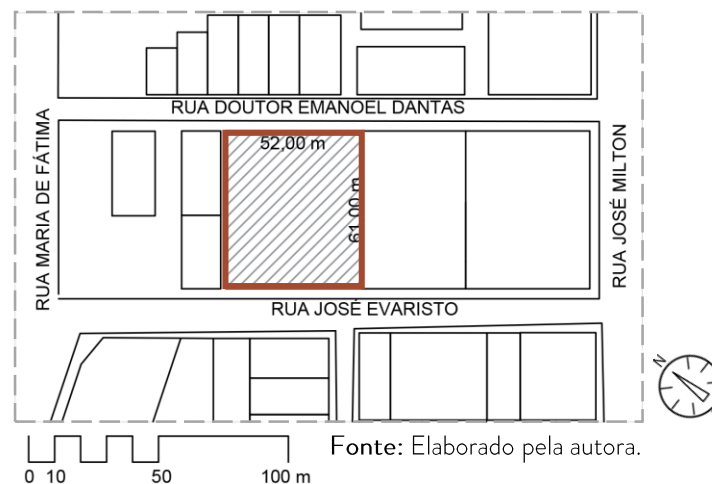 RUA DOUTOR EMANOEL DANTAS
RUA MARIA DE FÁTIMA
52,00 m
61,00 m
RUA JOSÉ MILTON
RUA JOSÉ EVARISTO
N
0 10 50 100 m
Fonte: Elaborado pela autora.